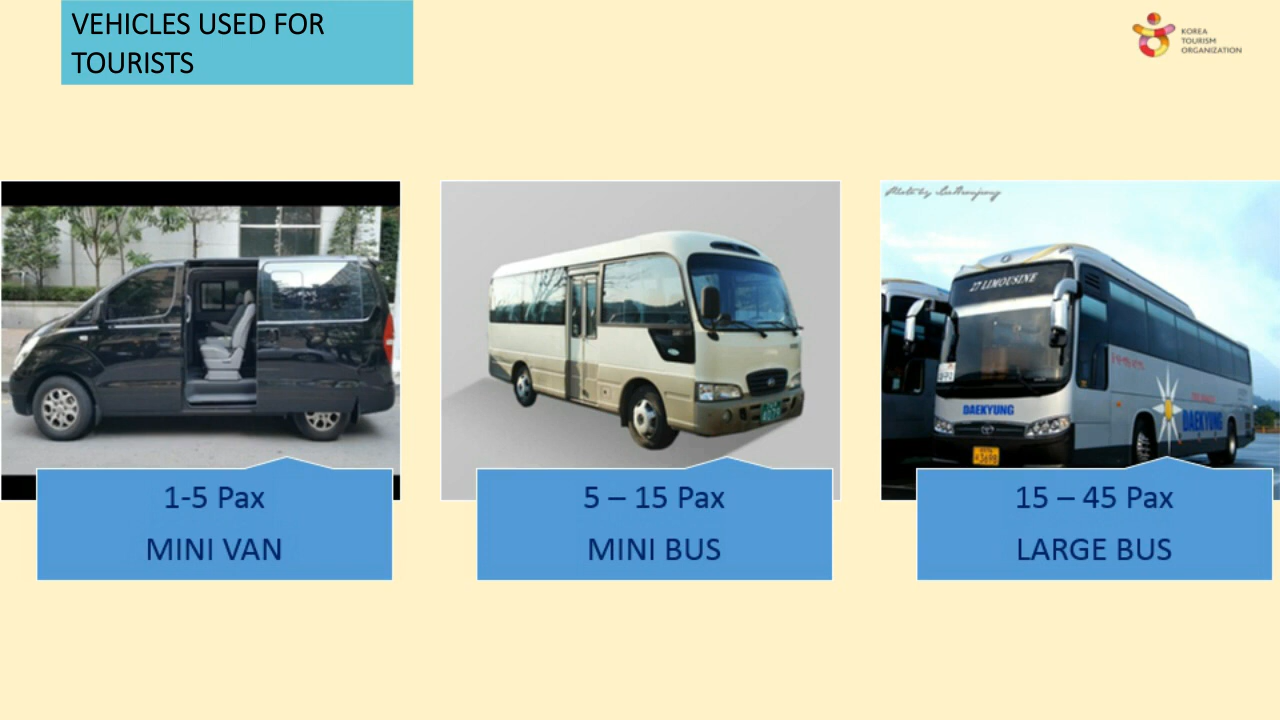 VEHICLES USED FOR
TOURISTS
KOREA
TOURISM
ORGANIZATION
27 LIMOUSINE
DAEKYUNG
DAEKYUNG
1-5 Pax
MINI VAN
5 – 15 Pax
MINI BUS
15 – 45 Pax
LARGE BUS